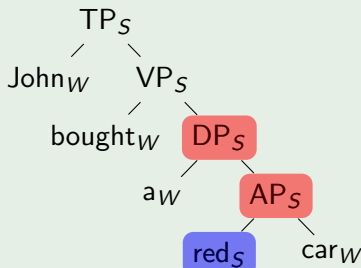 TP_S
John_W VP_S
bought_W DP_S
a_W AP_S
red_S car_W